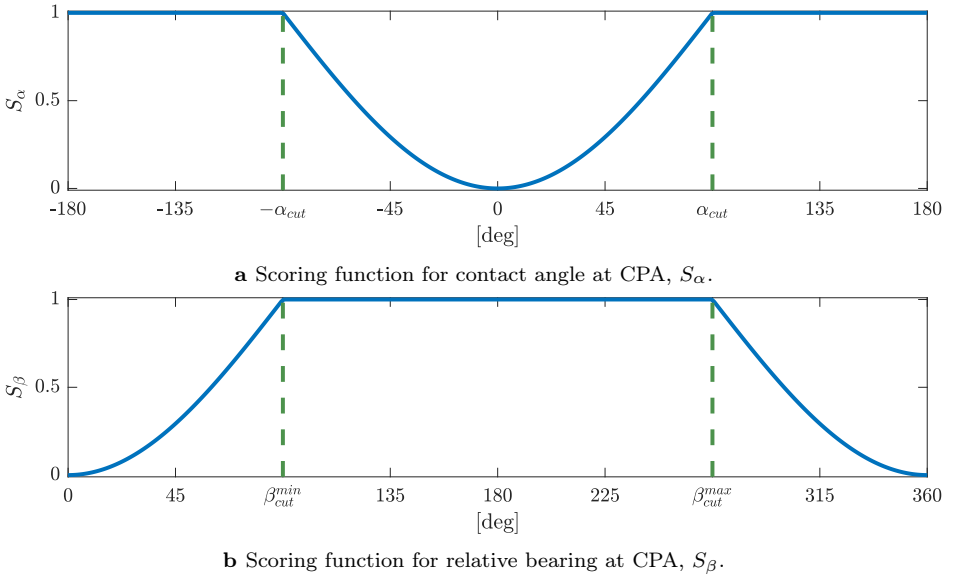 1
0.5
0
S_α
-180 -135 −α_cut -45 0 45 α_cut 135 180
[deg]
a Scoring function for contact angle at CPA, S_α.
1
0.5
0
S_β
0 45 β_cut^min 135 180 225 β_cut^max 315 360
[deg]
b Scoring function for relative bearing at CPA, S_β.